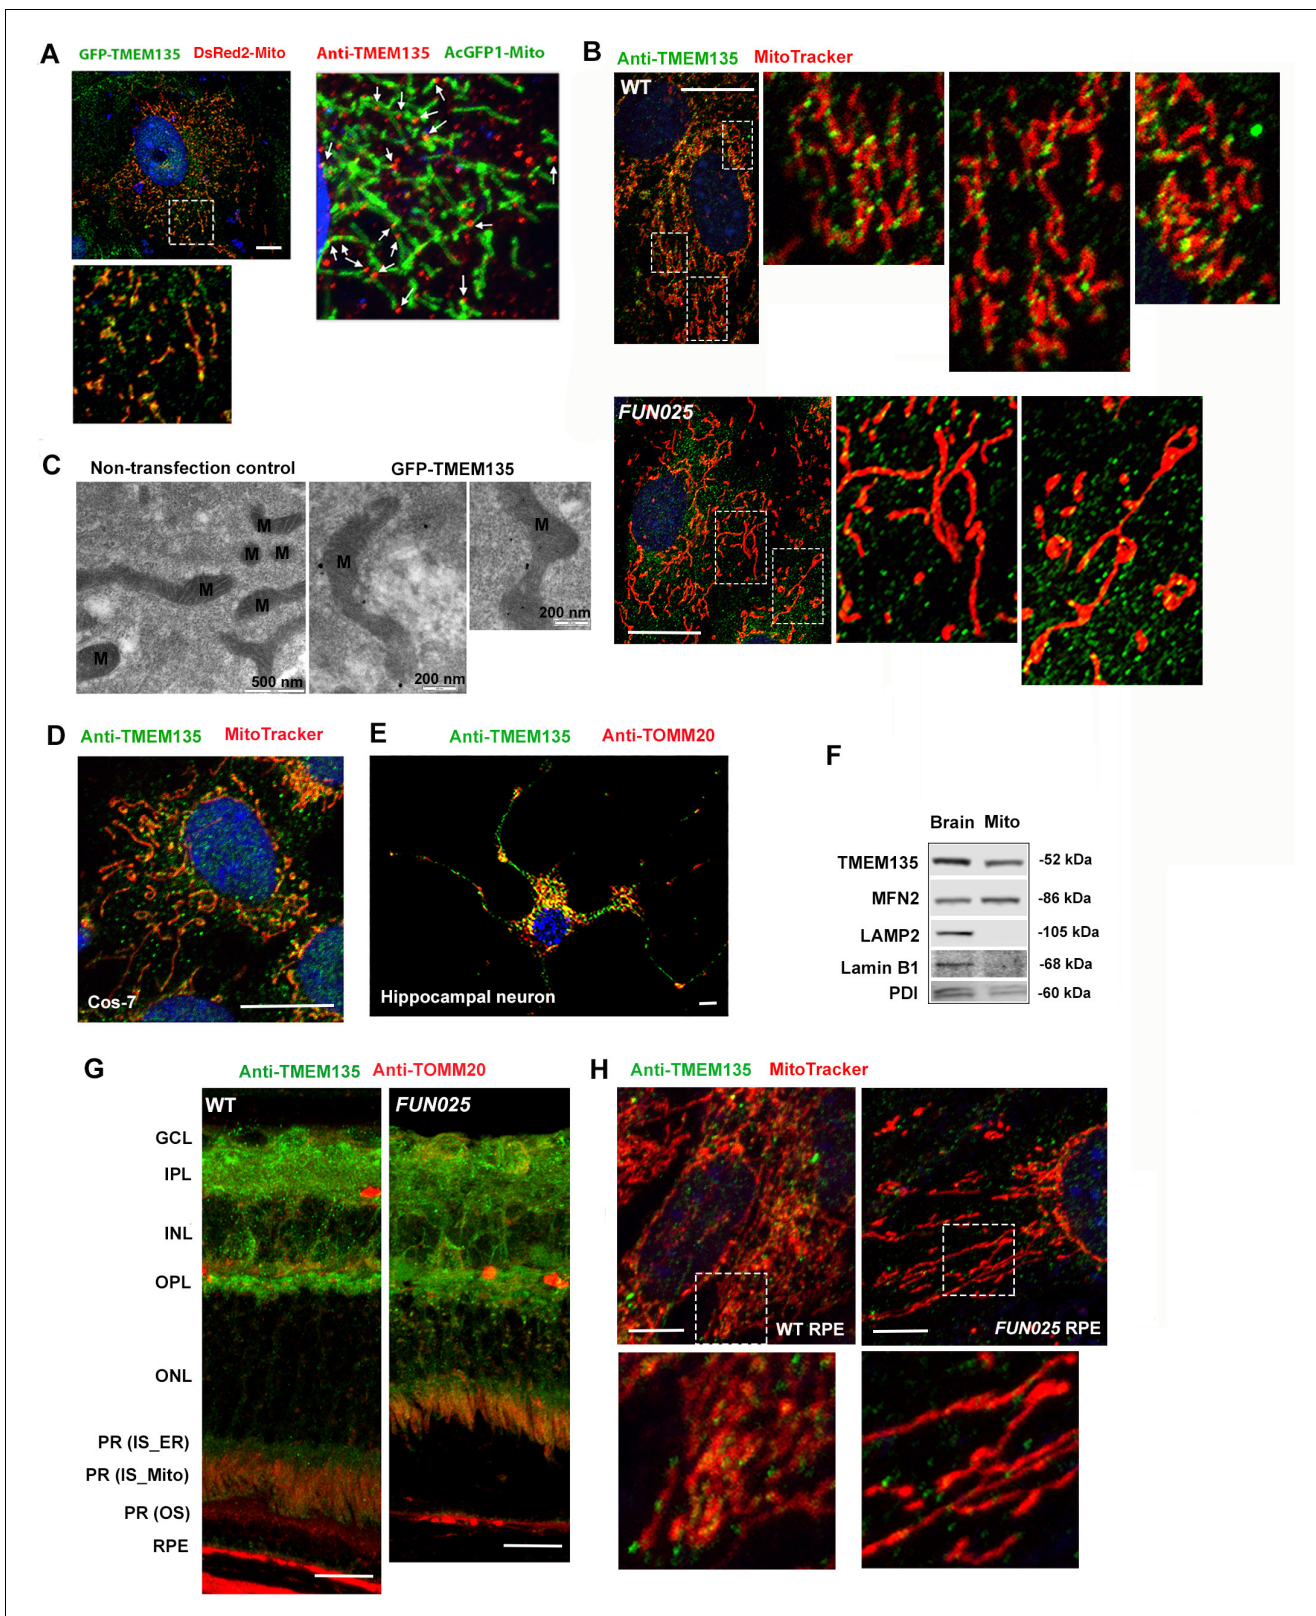 A
GFP-TMEM135 DsRed2-Mito
Anti-TMEM135 AcGFP1-Mito
B
Anti-TMEM135 MitoTracker
WT
FUN025
C
Non-transfection control
GFP-TMEM135
M
M M
M
M
M
500 nm
M
200 nm
M
200 nm
D
Anti-TMEM135 MitoTracker
Cos-7
E
Anti-TMEM135 Anti-TOMM20
Hippocampal neuron
F
Brain Mito
TMEM135 -52 kDa
MFN2 -86 kDa
LAMP2 -105 kDa
Lamin B1 -68 kDa
PDI -60 kDa
G
Anti-TMEM135 Anti-TOMM20
WT
FUN025
GCL
IPL
INL
OPL
ONL
PR (IS_ER)
PR (IS_Mito)
PR (OS)
RPE
H
Anti-TMEM135 MitoTracker
WT RPE
FUN025 RPE